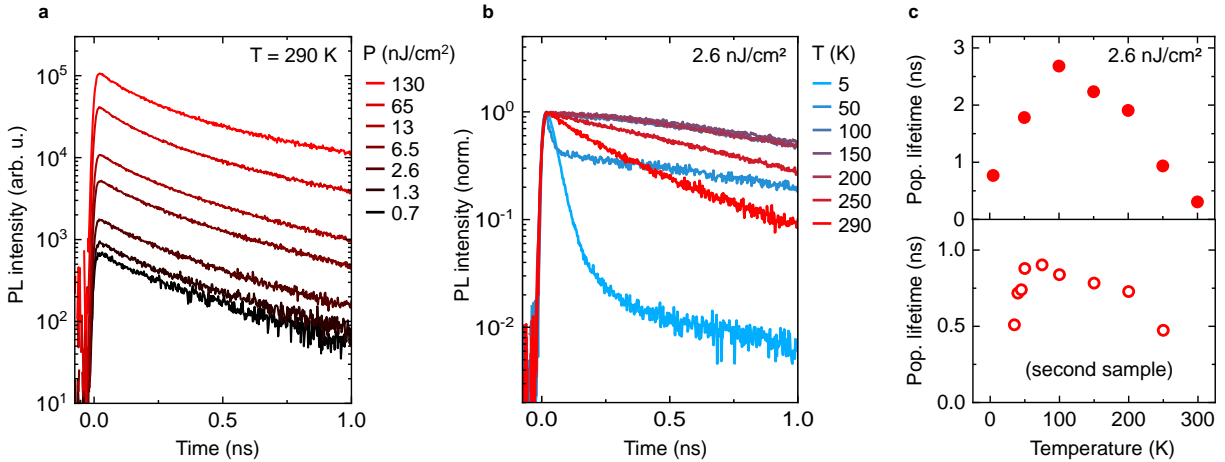 a
T = 290 K
P (nJ/cm²)
130
65
13
6.5
2.6
1.3
0.7
PL intensity (arb. u.)
10⁵
10⁴
10³
10²
10¹
0.0
0.5
1.0
Time (ns)
b
2.6 nJ/cm²
T (K)
5
50
100
150
200
250
290
PL intensity (norm.)
10⁰
10⁻¹
10⁻²
0.0
0.5
1.0
Time (ns)
c
2.6 nJ/cm²
Pop. lifetime (ns)
3
2
1
0
Pop. lifetime (ns)
1.0
0.5
0.0
(second sample)
0
100
200
300
Temperature (K)